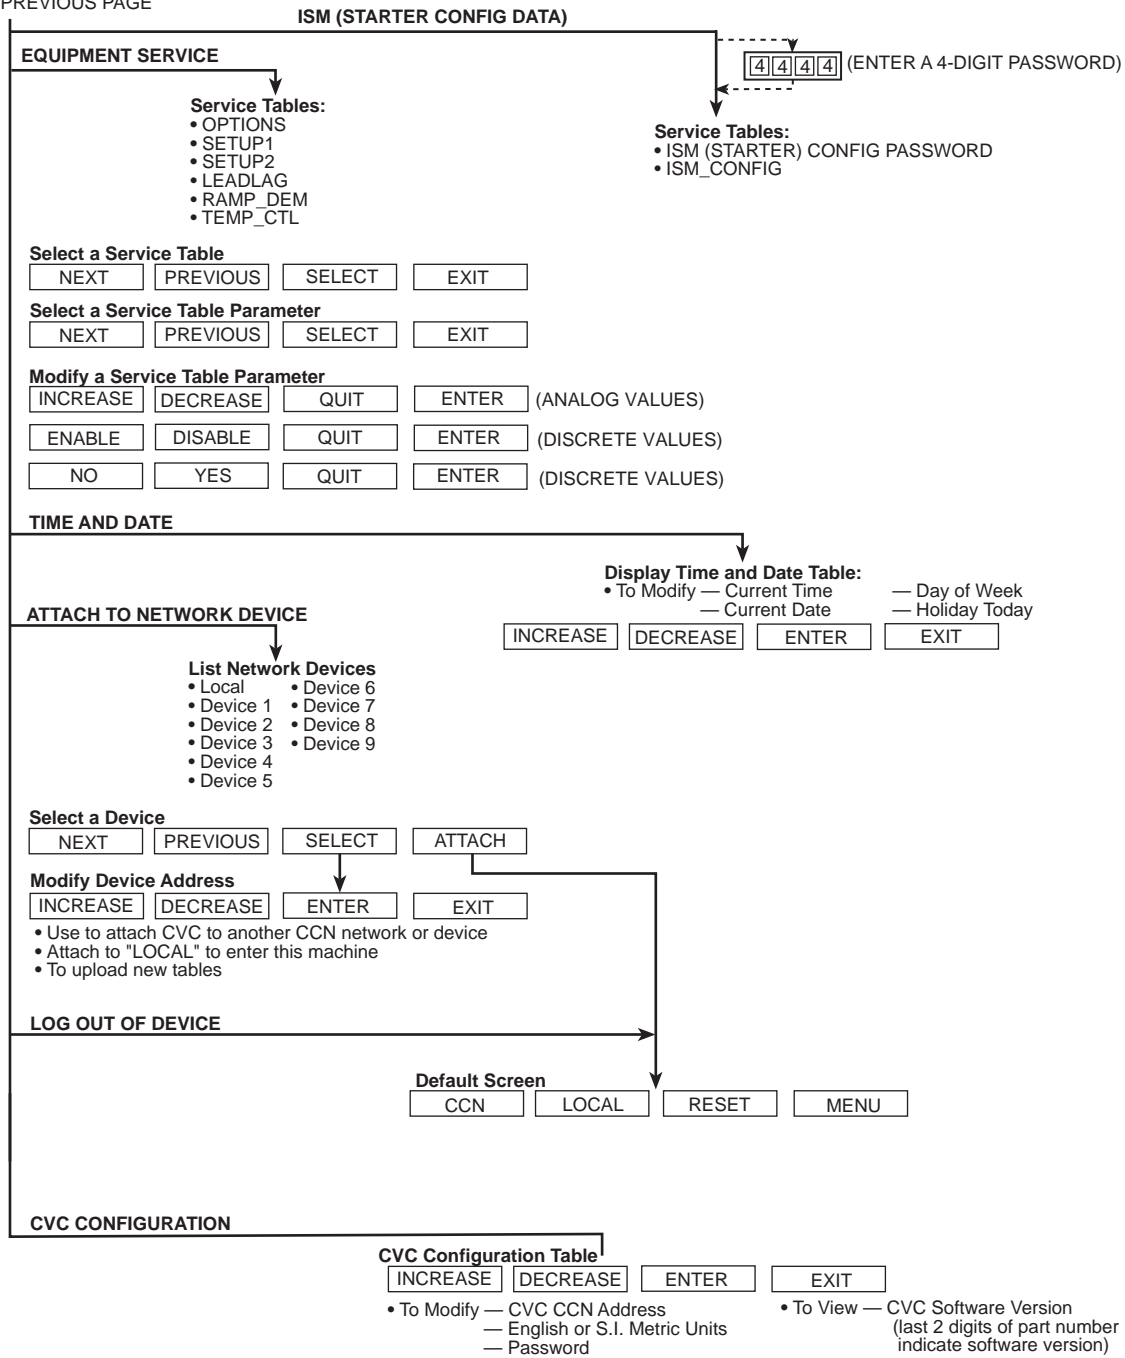 PREVIOUS PAGE
ISM (STARTER CONFIG DATA)
EQUIPMENT SERVICE
4 4 4 4 (ENTER A 4-DIGIT PASSWORD)
Service Tables:
• OPTIONS
• SETUP1
• SETUP2
• LEADLAG
• RAMP_DEM
• TEMP_CTL
Service Tables:
• ISM (STARTER) CONFIG PASSWORD
• ISM_CONFIG
Select a Service Table
NEXT PREVIOUS SELECT EXIT
Select a Service Table Parameter
NEXT PREVIOUS SELECT EXIT
Modify a Service Table Parameter
INCREASE DECREASE QUIT ENTER (ANALOG VALUES)
ENABLE DISABLE QUIT ENTER (DISCRETE VALUES)
NO YES QUIT ENTER (DISCRETE VALUES)
TIME AND DATE
Display Time and Date Table:
• To Modify — Current Time — Day of Week
— Current Date — Holiday Today
INCREASE DECREASE ENTER EXIT
ATTACH TO NETWORK DEVICE
List Network Devices
• Local • Device 6
• Device 1 • Device 7
• Device 2 • Device 8
• Device 3 • Device 9
• Device 4
• Device 5
Select a Device
NEXT PREVIOUS SELECT ATTACH
Modify Device Address
INCREASE DECREASE ENTER EXIT
• Use to attach CVC to another CCN network or device
• Attach to "LOCAL" to enter this machine
• To upload new tables
LOG OUT OF DEVICE
Default Screen
CCN LOCAL RESET MENU
CVC CONFIGURATION
CVC Configuration Table
INCREASE DECREASE ENTER EXIT
• To Modify — CVC CCN Address • To View — CVC Software Version
— English or S.I. Metric Units (last 2 digits of part number
— Password indicate software version)